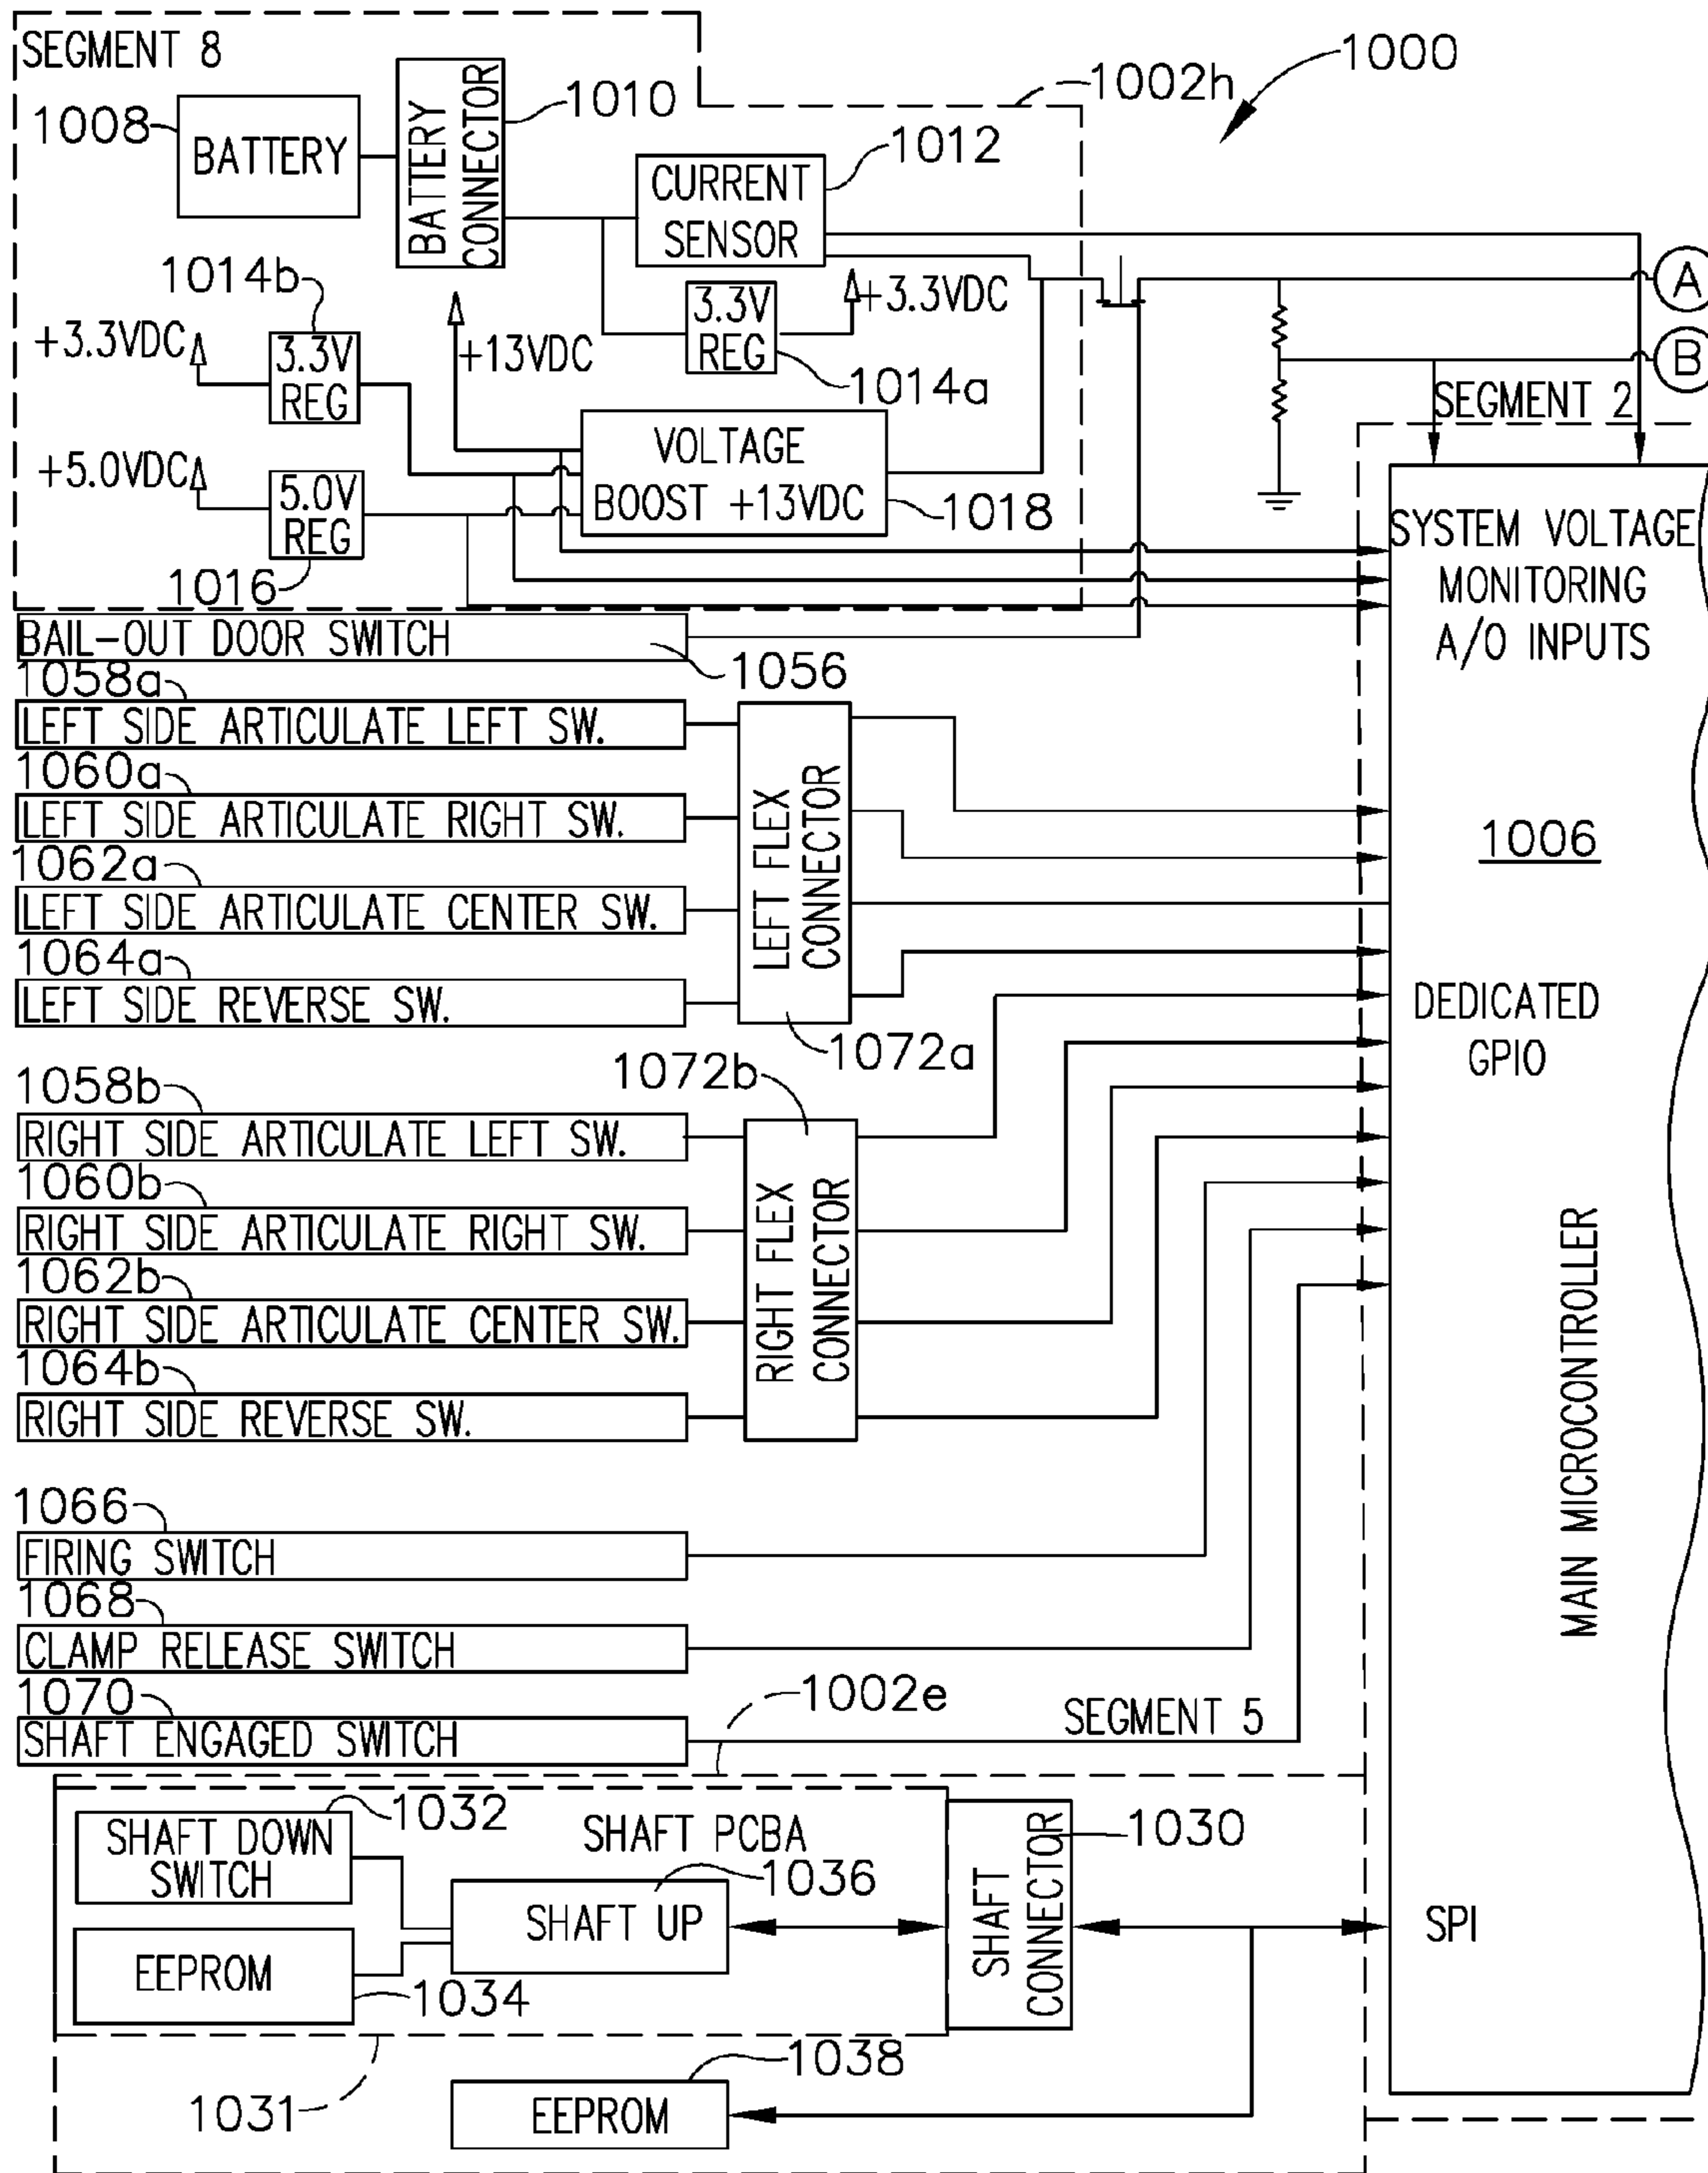 SEGMENT 8
1000
1002h
1010
1008
BATTERY
BATTERY
CONNECTOR
1012
CURRENT
SENSOR
1014b
+3.3VDC
3.3V
REG
+13VDC
3.3V
REG
+3.3VDC
1014a
A
B
SEGMENT 2
+5.0VDC
5.0V
REG
1016
VOLTAGE
BOOST +13VDC
1018
SYSTEM VOLTAGE
MONITORING
A/O INPUTS
BAIL-OUT DOOR SWITCH
1056
1058a
LEFT SIDE ARTICULATE LEFT SW.
1060a
LEFT SIDE ARTICULATE RIGHT SW.
1062a
LEFT SIDE ARTICULATE CENTER SW.
1064a
LEFT SIDE REVERSE SW.
LEFT FLEX
CONNECTOR
1072a
1006
DEDICATED
GPIO
1072b
1058b
RIGHT SIDE ARTICULATE LEFT SW.
1060b
RIGHT SIDE ARTICULATE RIGHT SW.
1062b
RIGHT SIDE ARTICULATE CENTER SW.
1064b
RIGHT SIDE REVERSE SW.
RIGHT FLEX
CONNECTOR
MAIN MICROCONTROLLER
1066
FIRING SWITCH
1068
CLAMP RELEASE SWITCH
1070
SHAFT ENGAGED SWITCH
1002e
SEGMENT 5
1032
SHAFT DOWN
SWITCH
SHAFT PCBA
1036
SHAFT UP
EEPROM
1034
SHAFT
CONNECTOR
1030
SPI
1031
1038
EEPROM